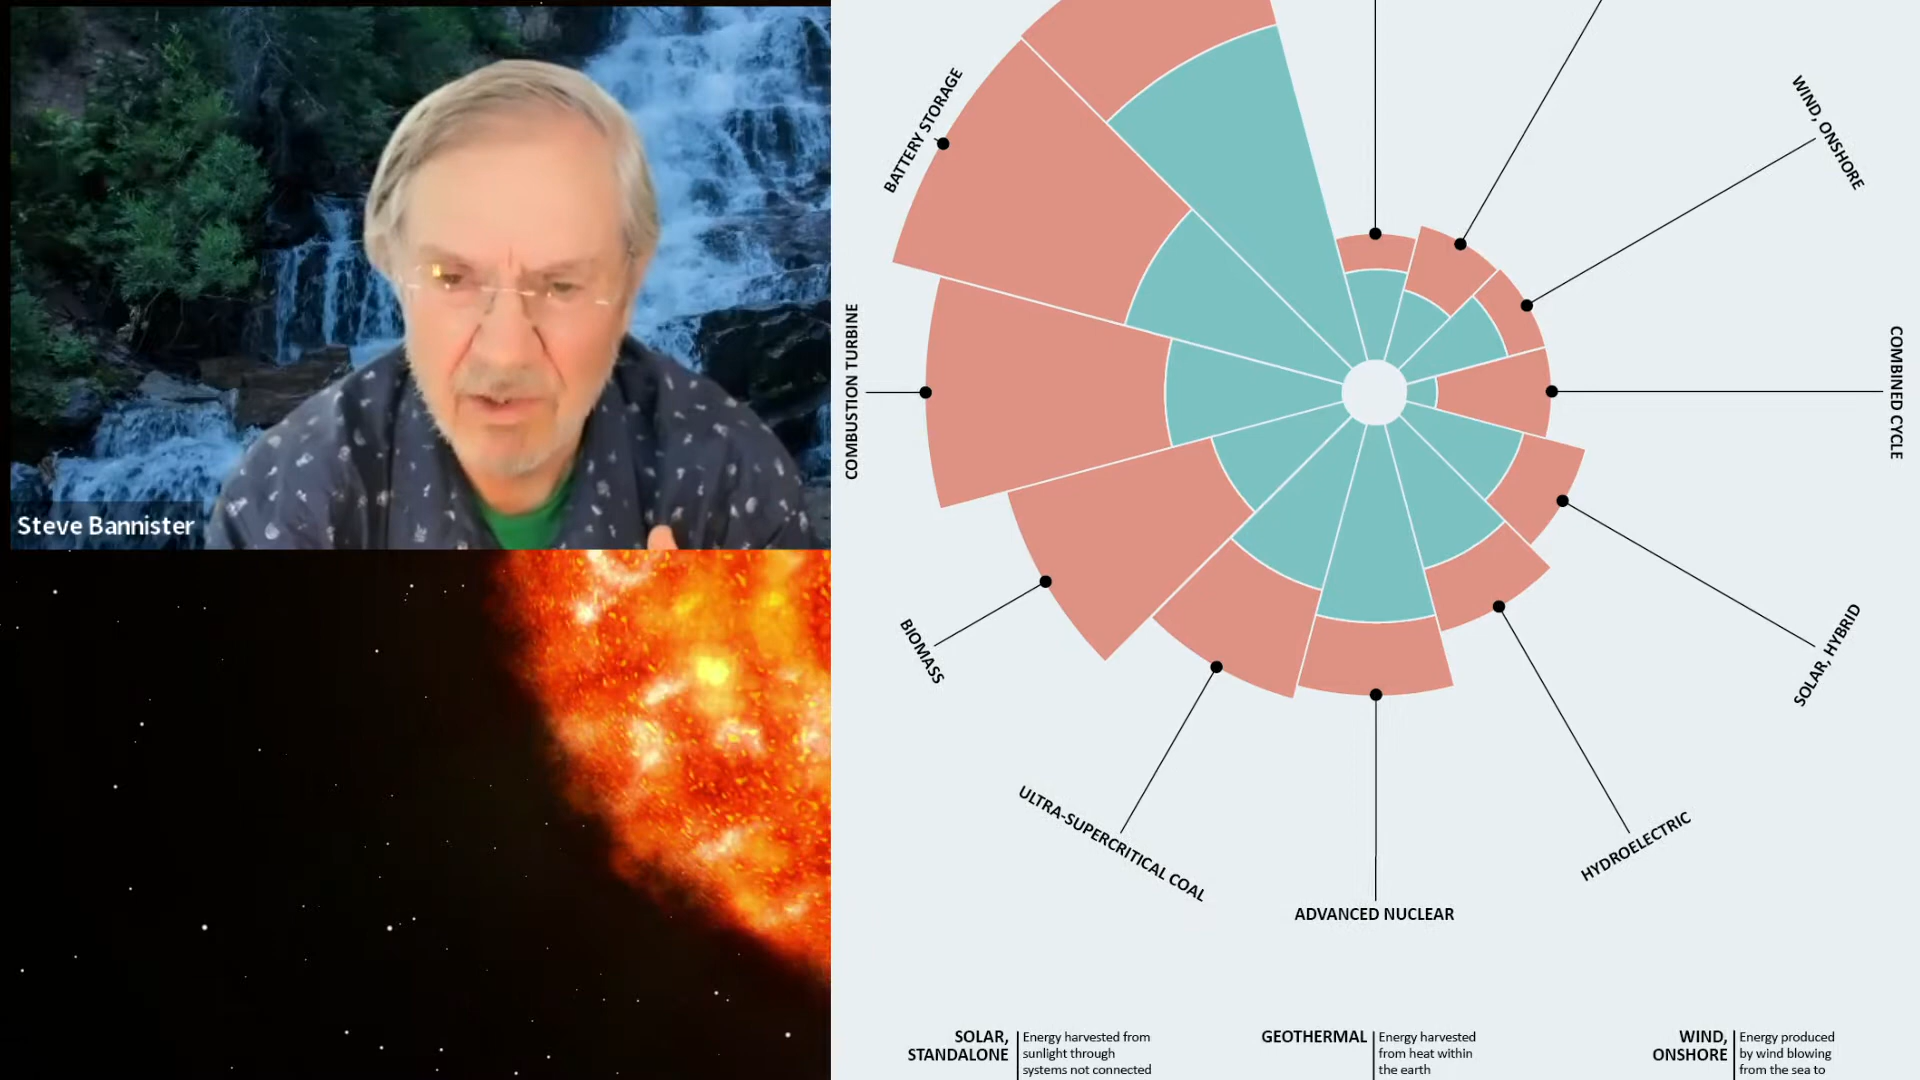 Steve Bannister
BATTERY STORAGE
WIND, ONSHORE
COMBUSTION TURBINE
COMBINED CYCLE
BIOMASS
SOLAR, HYBRID
ULTRA-SUPERCRITICAL COAL
HYDROELECTRIC
ADVANCED NUCLEAR
SOLAR,
STANDALONE
Energy harvested from
sunlight through
systems not connected
GEOTHERMAL
Energy harvested
from heat within
the earth
WIND,
ONSHORE
Energy produced
by wind blowing
from the sea to